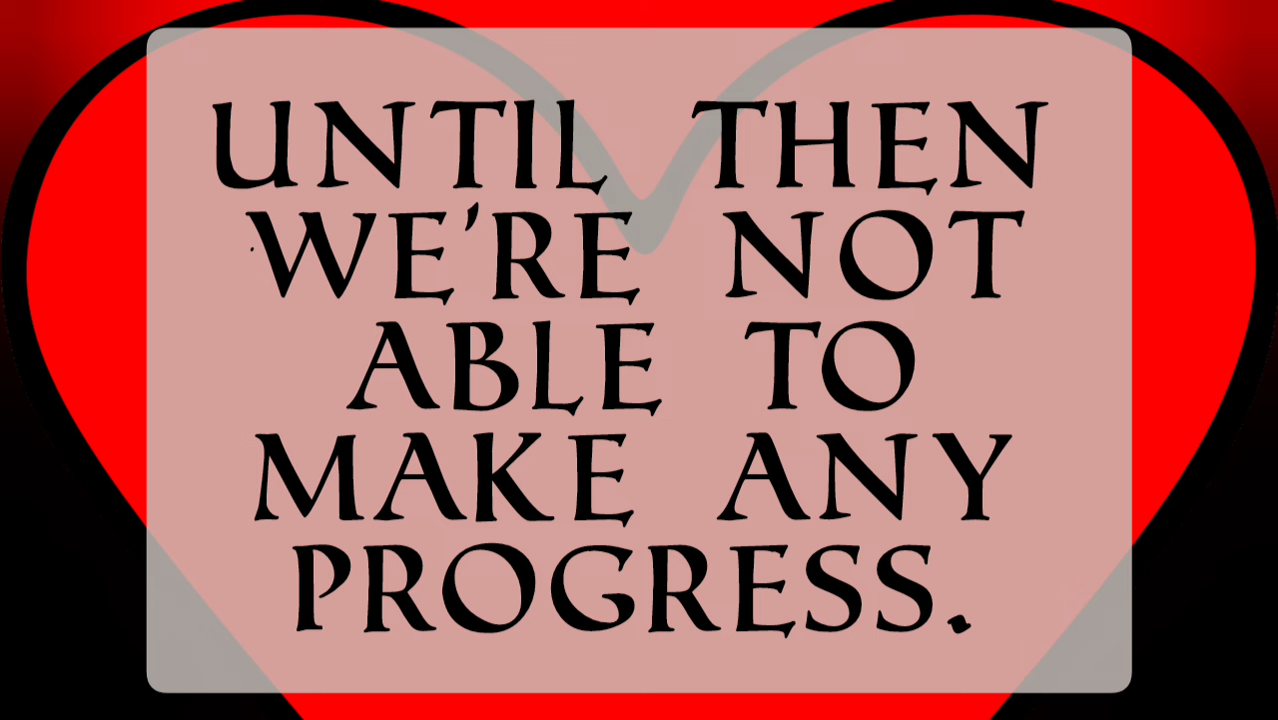 UNTIL THEN
WE'RE NOT
ABLE TO
MAKE ANY
PROGRESS.